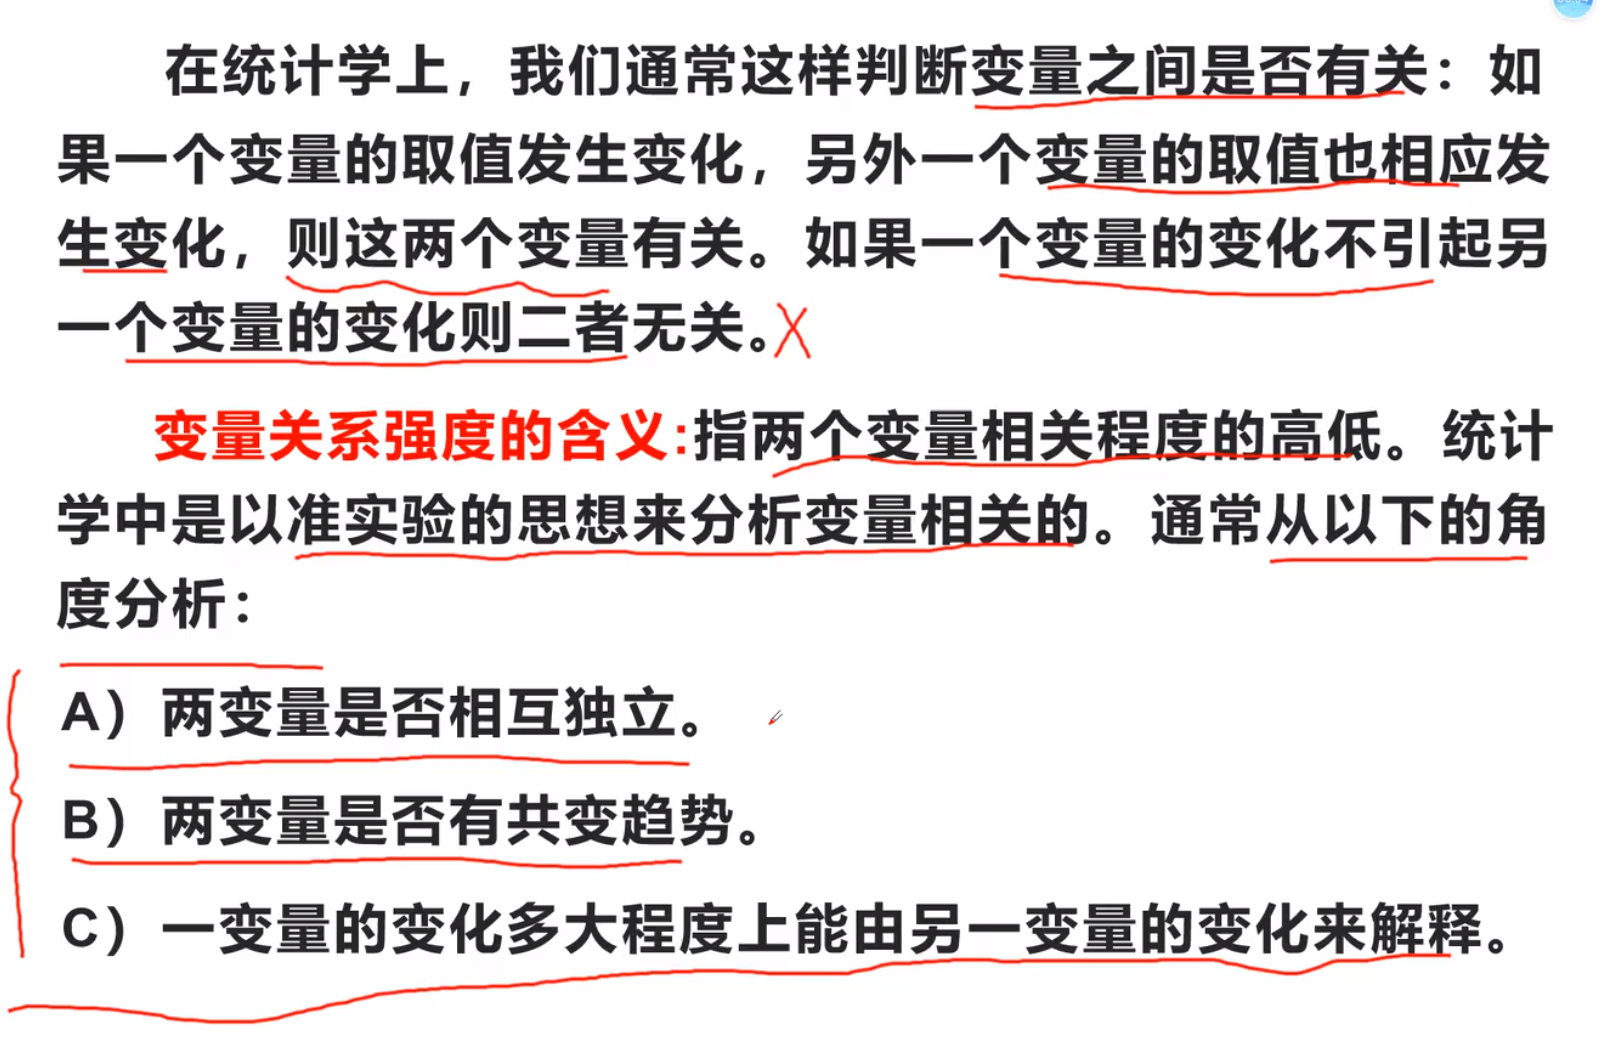 在统计学上，我们通常这样判断变量之间是否有关：如
果一个变量的取值发生变化，另外一个变量的取值也相应发
生变化，则这两个变量有关。如果一个变量的变化不引起另
一个变量的变化则二者无关。X
变量关系强度的含义:指两个变量相关程度的高低。统计
学中是以准实验的思想来分析变量相关的。通常从以下的角
度分析：
A）两变量是否相互独立。
B）两变量是否有共变趋势。
C）一变量的变化多大程度上能由另一变量的变化来解释。